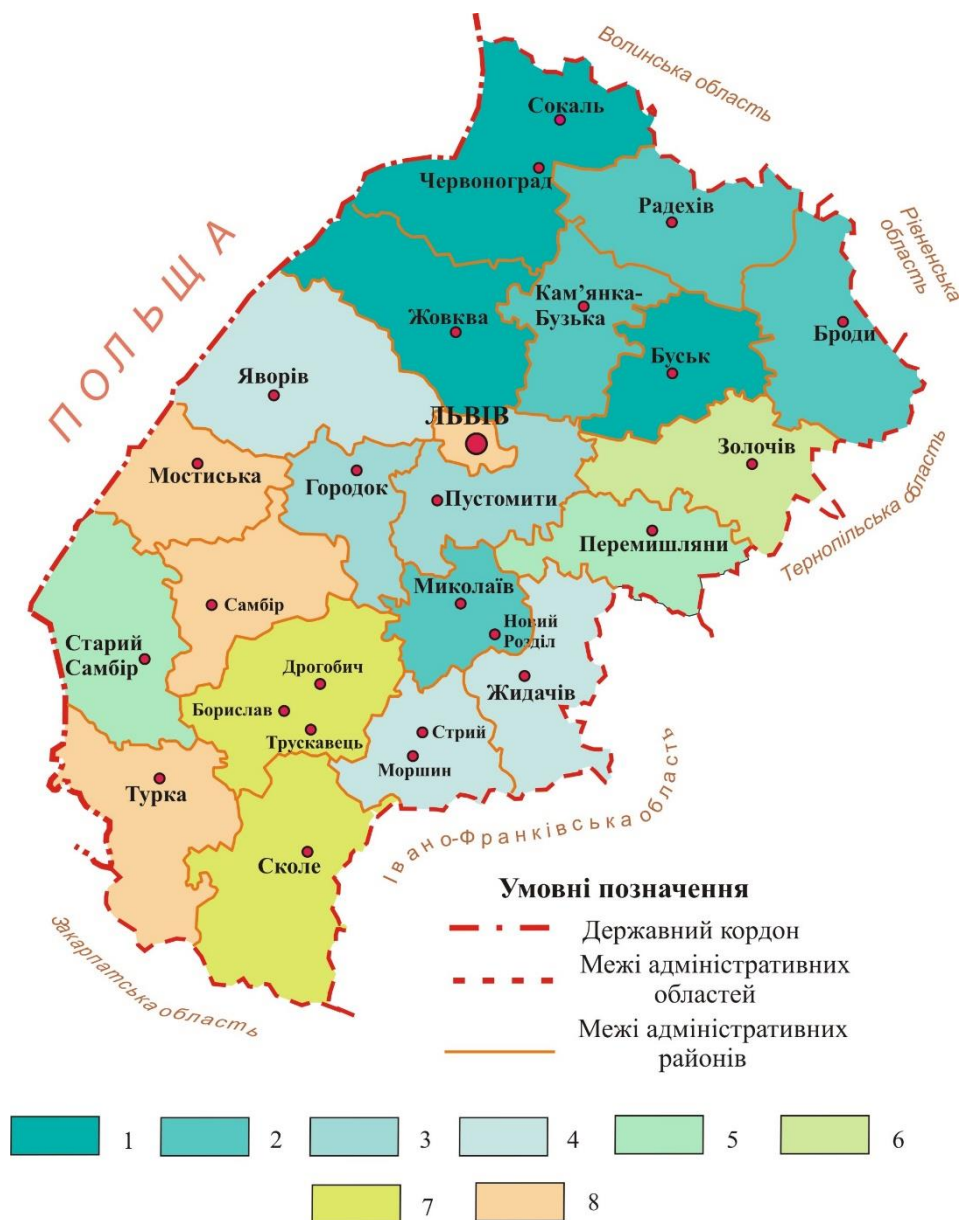 Волинська область
Сокаль
Червоноград
Радехів
Рівненська
область
ПОЛЬЩА
Кам’янка-
Бузька
Жовква
Броди
Буськ
Яворів
ЛЬВІВ
Золочів
Мостиська
Городок
Пустомити
Тернопільська область
Перемишляни
Миколаїв
Самбір
Новий
Розділ
Старий
Самбір
Дрогобич
Жидачів
Борислав
Трускавець
Стрий
Моршин
Турка
Івано-Франківська область
Сколе
Закарпатська область
Умовні позначення
Державний кордон
Межі адміністративних
областей
Межі адміністративних
районів
1 2 3 4 5 6
7 8